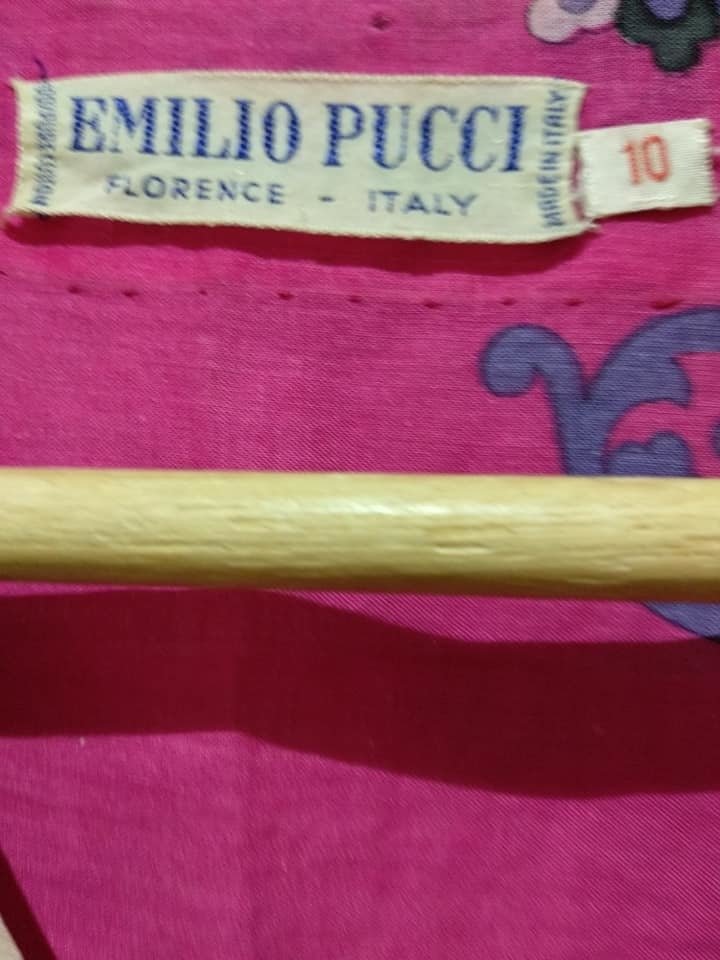 EMILIO PUCCI
FLORENCE - ITALY
MADE IN ITALY
10